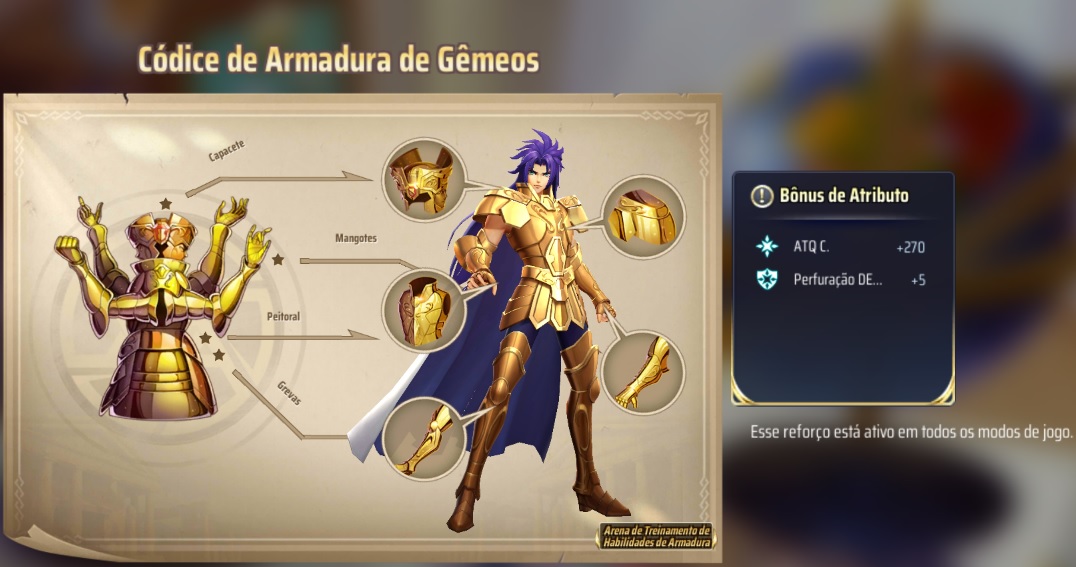 Códice de Armadura de Gêmeos
Capacete
Mangotes
Peitoral
Grevas
Arena de Treinamento de
Habilidades de Armadura
Bônus de Atributo
ATQ C. +270
Perfuração DE... +5
Esse reforço está ativo em todos os modos de jogo.